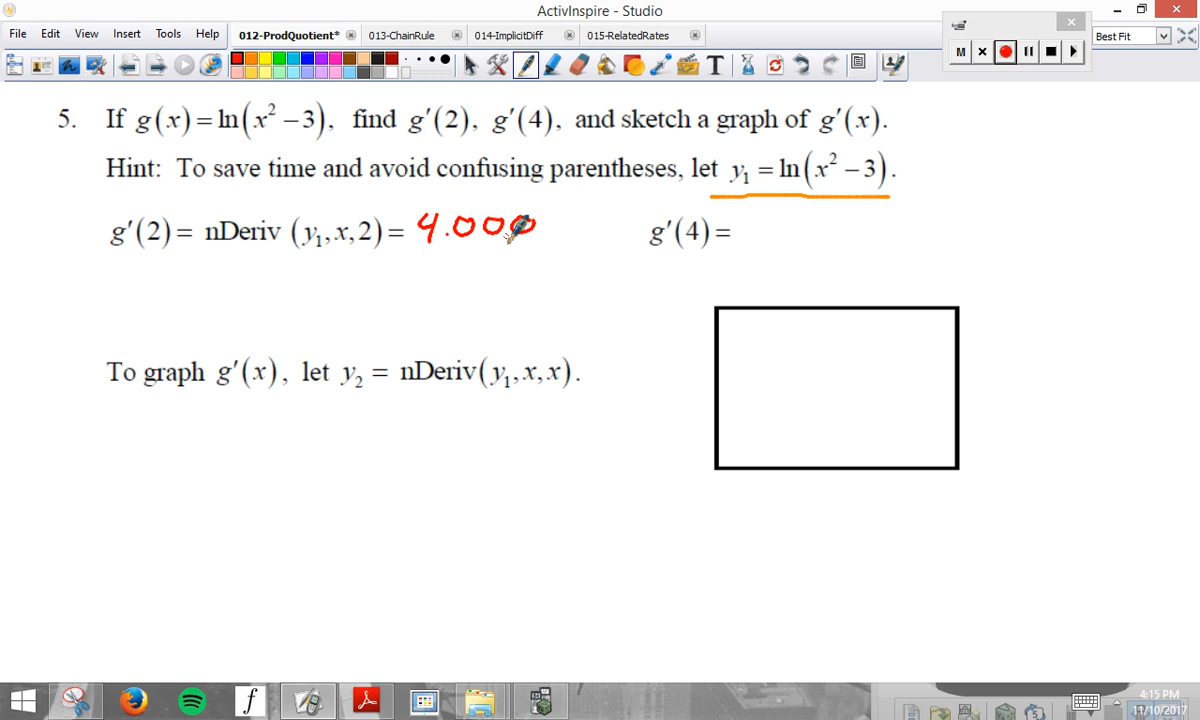 ActivInspire - Studio
File Edit View Insert Tools Help 012-ProdQuotient* 013-ChainRule 014-ImplicitDiff 015-RelatedRates
M Best Fit
T
5. If g(x) = ln(x² − 3), find g′(2), g′(4), and sketch a graph of g′(x).
Hint: To save time and avoid confusing parentheses, let y₁ = ln(x² − 3).
g′(2) = nDeriv (y₁, x, 2) = 4.000 g′(4) =
To graph g′(x), let y₂ = nDeriv(y₁, x, x).
4:15 PM
11/10/2017